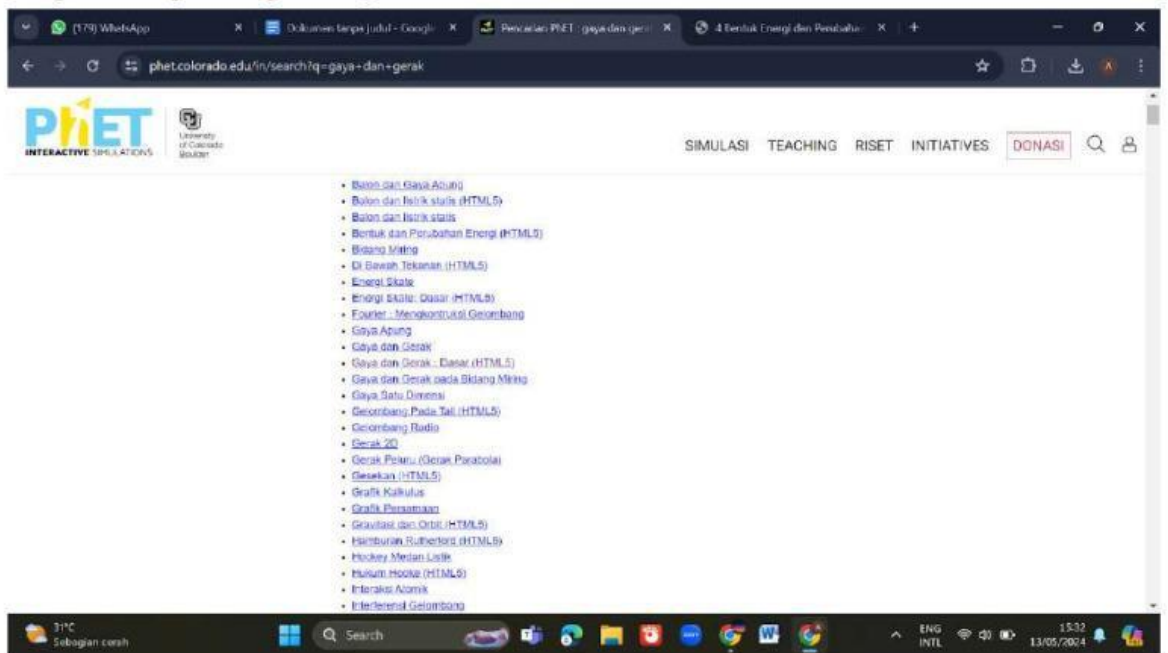 (179) WhatsApp
Dokumen tanpa judul - Googl
Pencarian PhET : gaya dan ger
4 Bentuk Energi dan Perubaha
phet.colorado.edu/in/search?q=gaya+dan+gerak
PhET
INTERACTIVE SIMULATIONS
University
of Colorado
Boulder
SIMULASI TEACHING RISET INITIATIVES DONASI
Balon dan Gaya Apung
Balon dan listrik statis (HTML5)
Balon dan listrik statis
Bentuk dan Perubahan Energi (HTML5)
Bidang Miring
Di Bawah Tekanan (HTML5)
Energi Skate
Energi Skate: Dasar (HTML5)
Fourier : Mengkontruksi Gelombang
Gaya Apung
Gaya dan Gerak
Gaya dan Gerak : Dasar (HTML5)
Gaya dan Gerak pada Bidang Miring
Gaya Satu Dimensi
Gelombang Pada Tali (HTML5)
Gelombang Radio
Gerak 2D
Gerak Peluru (Gerak Parabola)
Gesekan (HTML5)
Grafik Kalkulus
Grafik Persamaan
Gravitasi dan Orbit (HTML5)
Hamburan Rutherford (HTML5)
Hockey Medan Listik
Hukum Hooke (HTML5)
Interaksi Atomik
Interferensi Gelombang
31°C
Sebagian cerah
Search
ENG
INTL
15:32
13/05/2024